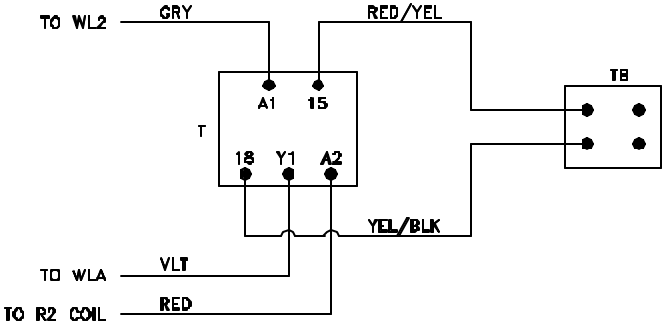 TO WL2
GRY
RED/YEL
TB
A1
15
T
18
Y1
A2
YEL/BLK
TO WLA
VLT
TO R2 COIL
RED